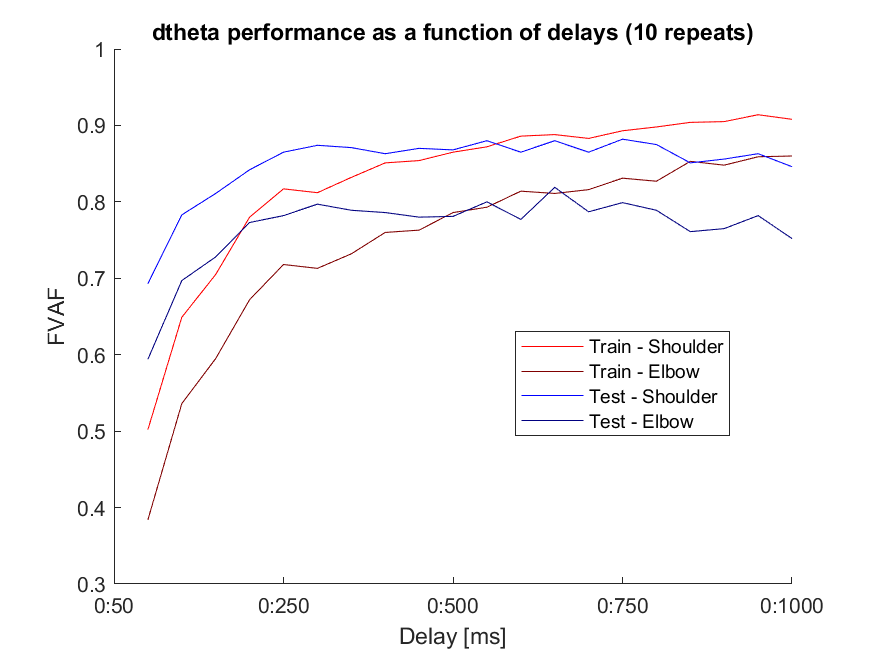 dtheta performance as a function of delays (10 repeats)
1
0.9
0.8
0.7
0.6
0.5
0.4
0.3
FVAF
Train - Shoulder
Train - Elbow
Test - Shoulder
Test - Elbow
0:50 0:250 0:500 0:750 0:1000
Delay [ms]